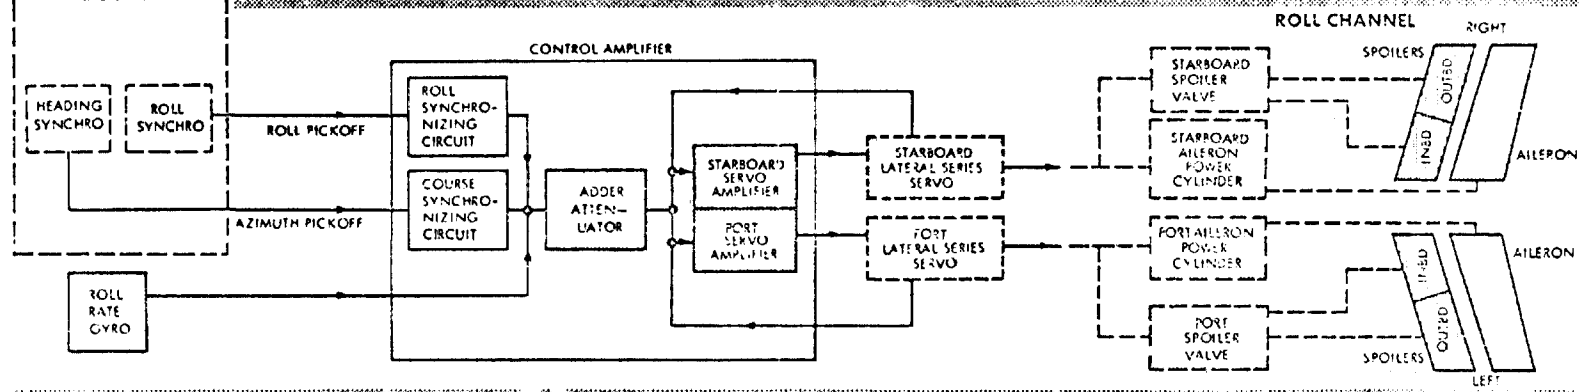 ROLL CHANNEL
CONTROL AMPLIFIER
HEADING
SYNCHRO
ROLL
SYNCHRO
ROLL PICKOFF
AZIMUTH PICKOFF
ROLL
RATE
GYRO
ROLL
SYNCHRO-
NIZING
CIRCUIT
COURSE
SYNCHRO-
NIZING
CIRCUIT
ADDER
ATTEN-
UATOR
STARBOARD
SERVO
AMPLIFIER
PORT
SERVO
AMPLIFIER
STARBOARD
LATERAL SERIES
SERVO
PORT
LATERAL SERIES
SERVO
STARBOARD
SPOILER
VALVE
STARBOARD
AILERON
POWER
CYLINDER
PORT AILERON
POWER
CYLINDER
PORT
SPOILER
VALVE
RIGHT
SPOILERS
OUTBD
INBD
AILERON
AILERON
INBD
OUTBD
SPOILERS
LEFT